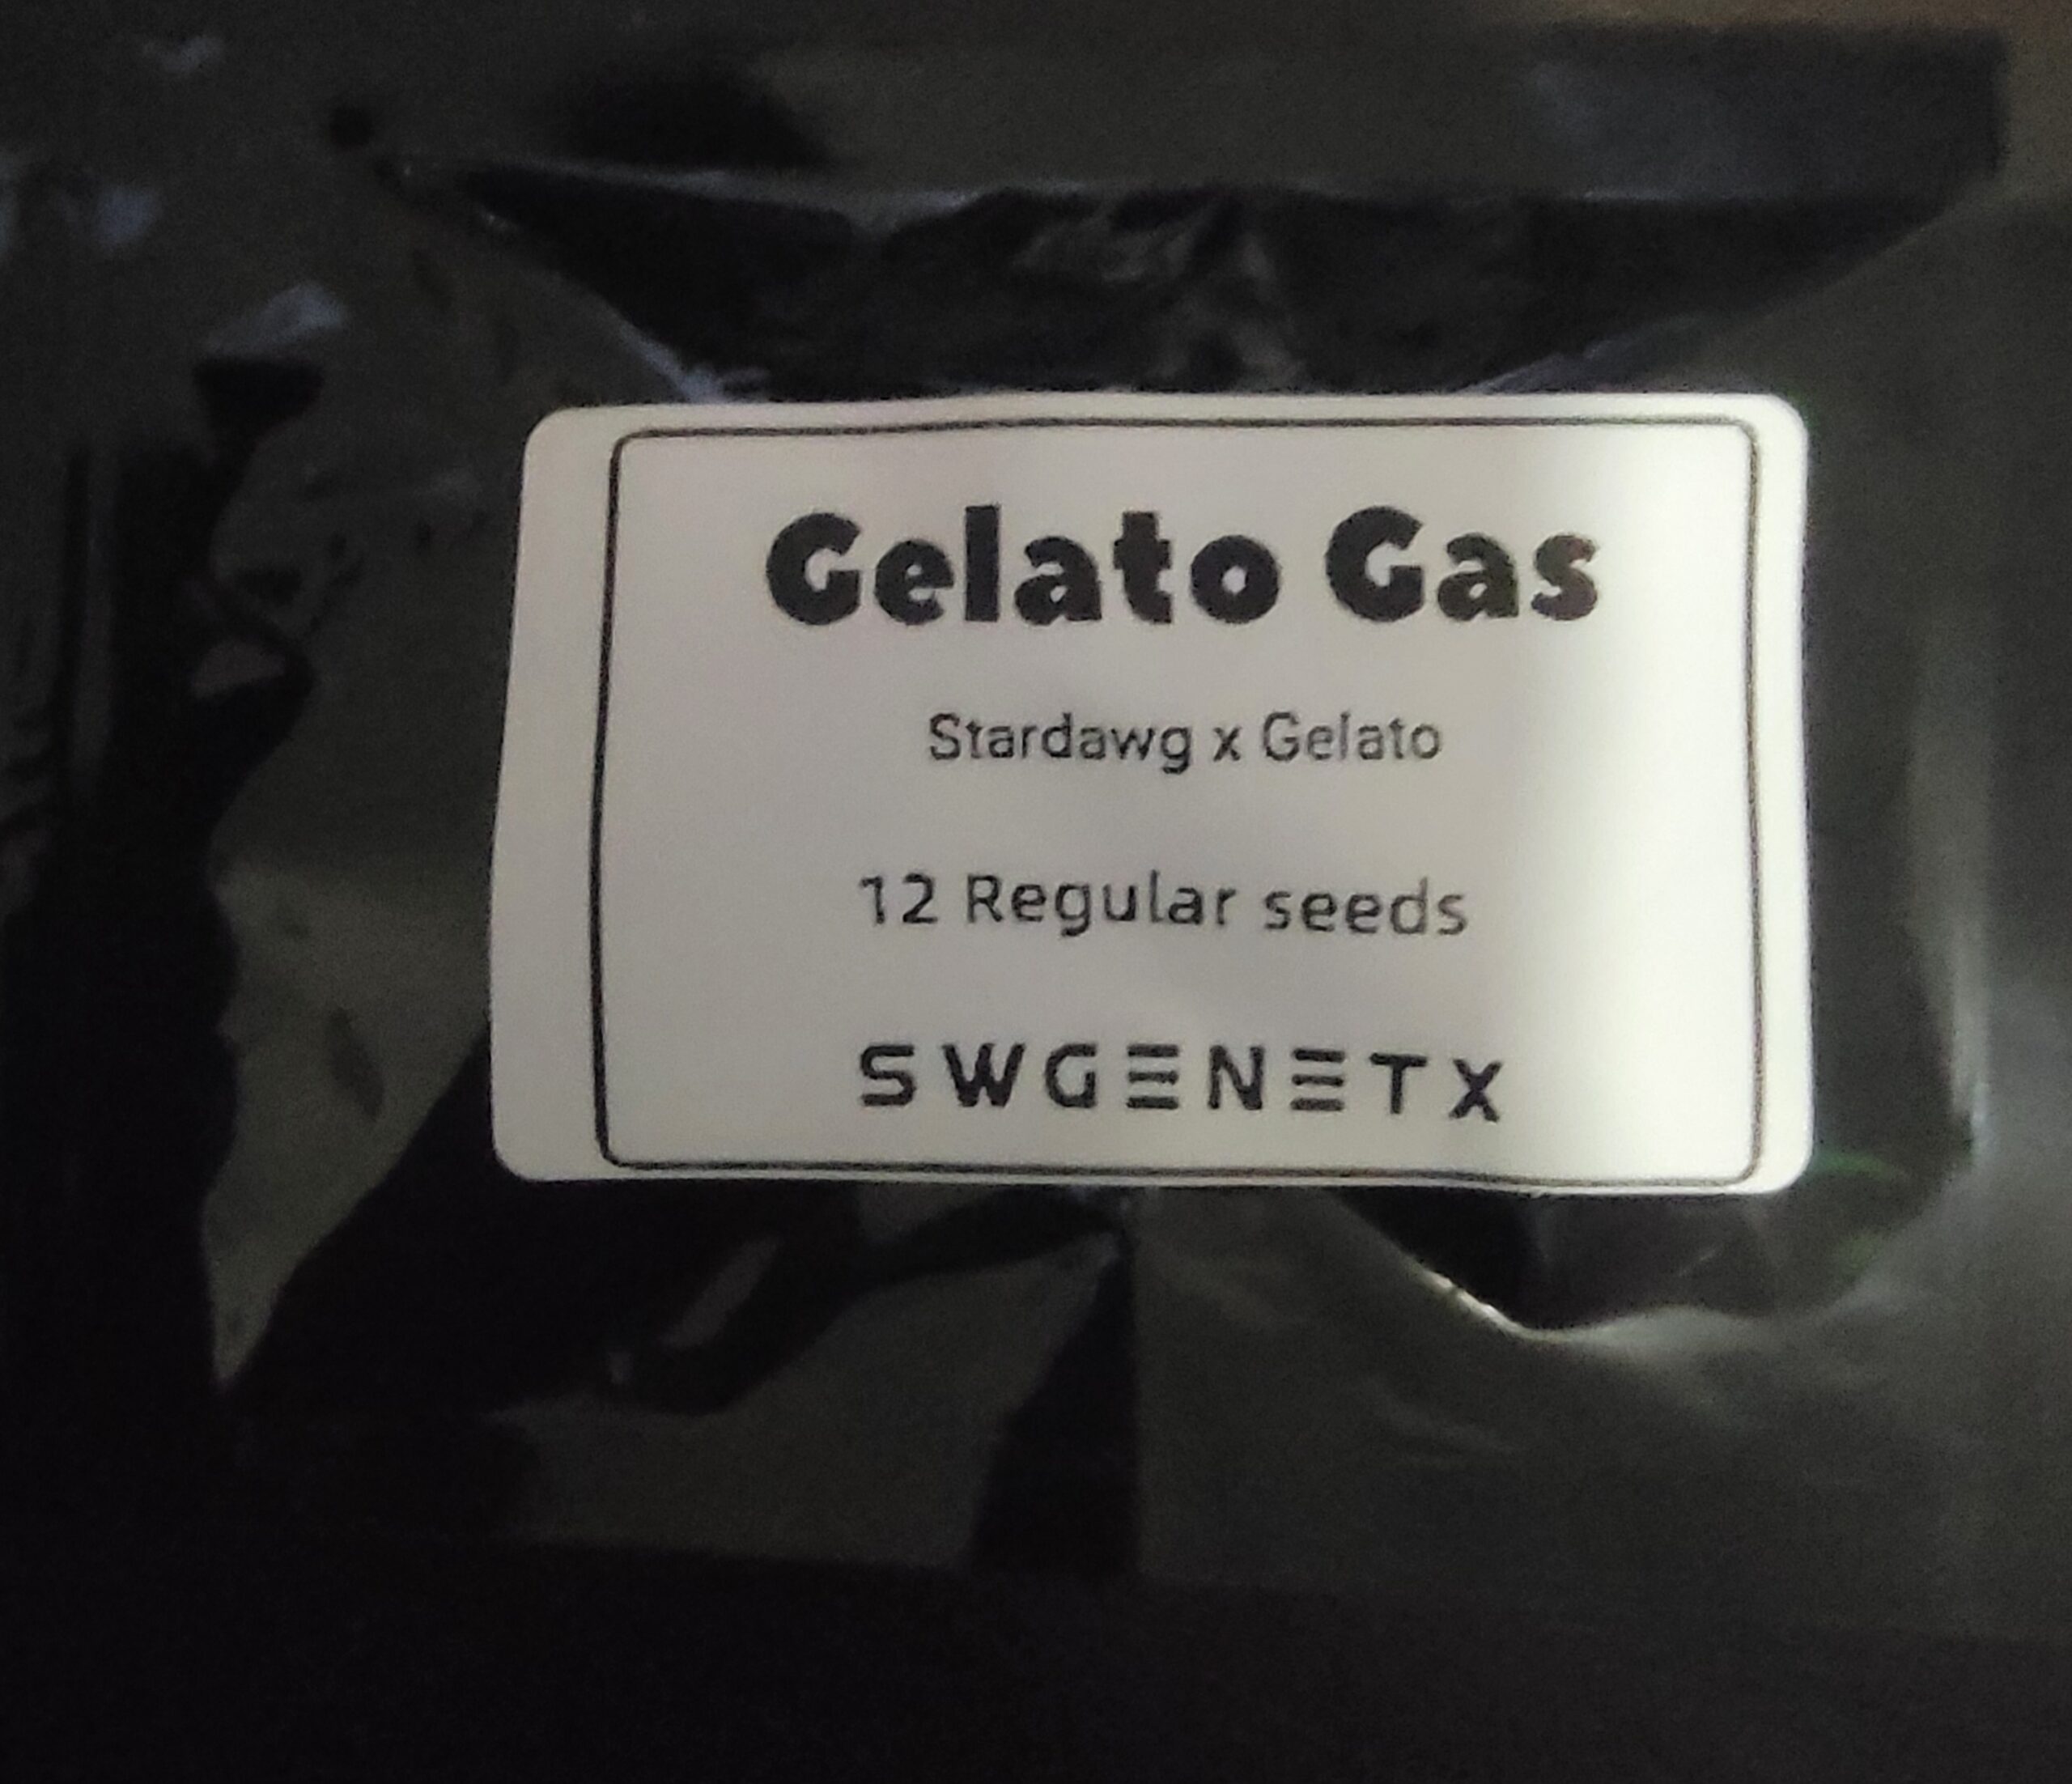 Gelato Gas
Stardawg x Gelato
12 Regular seeds
SWGENETX